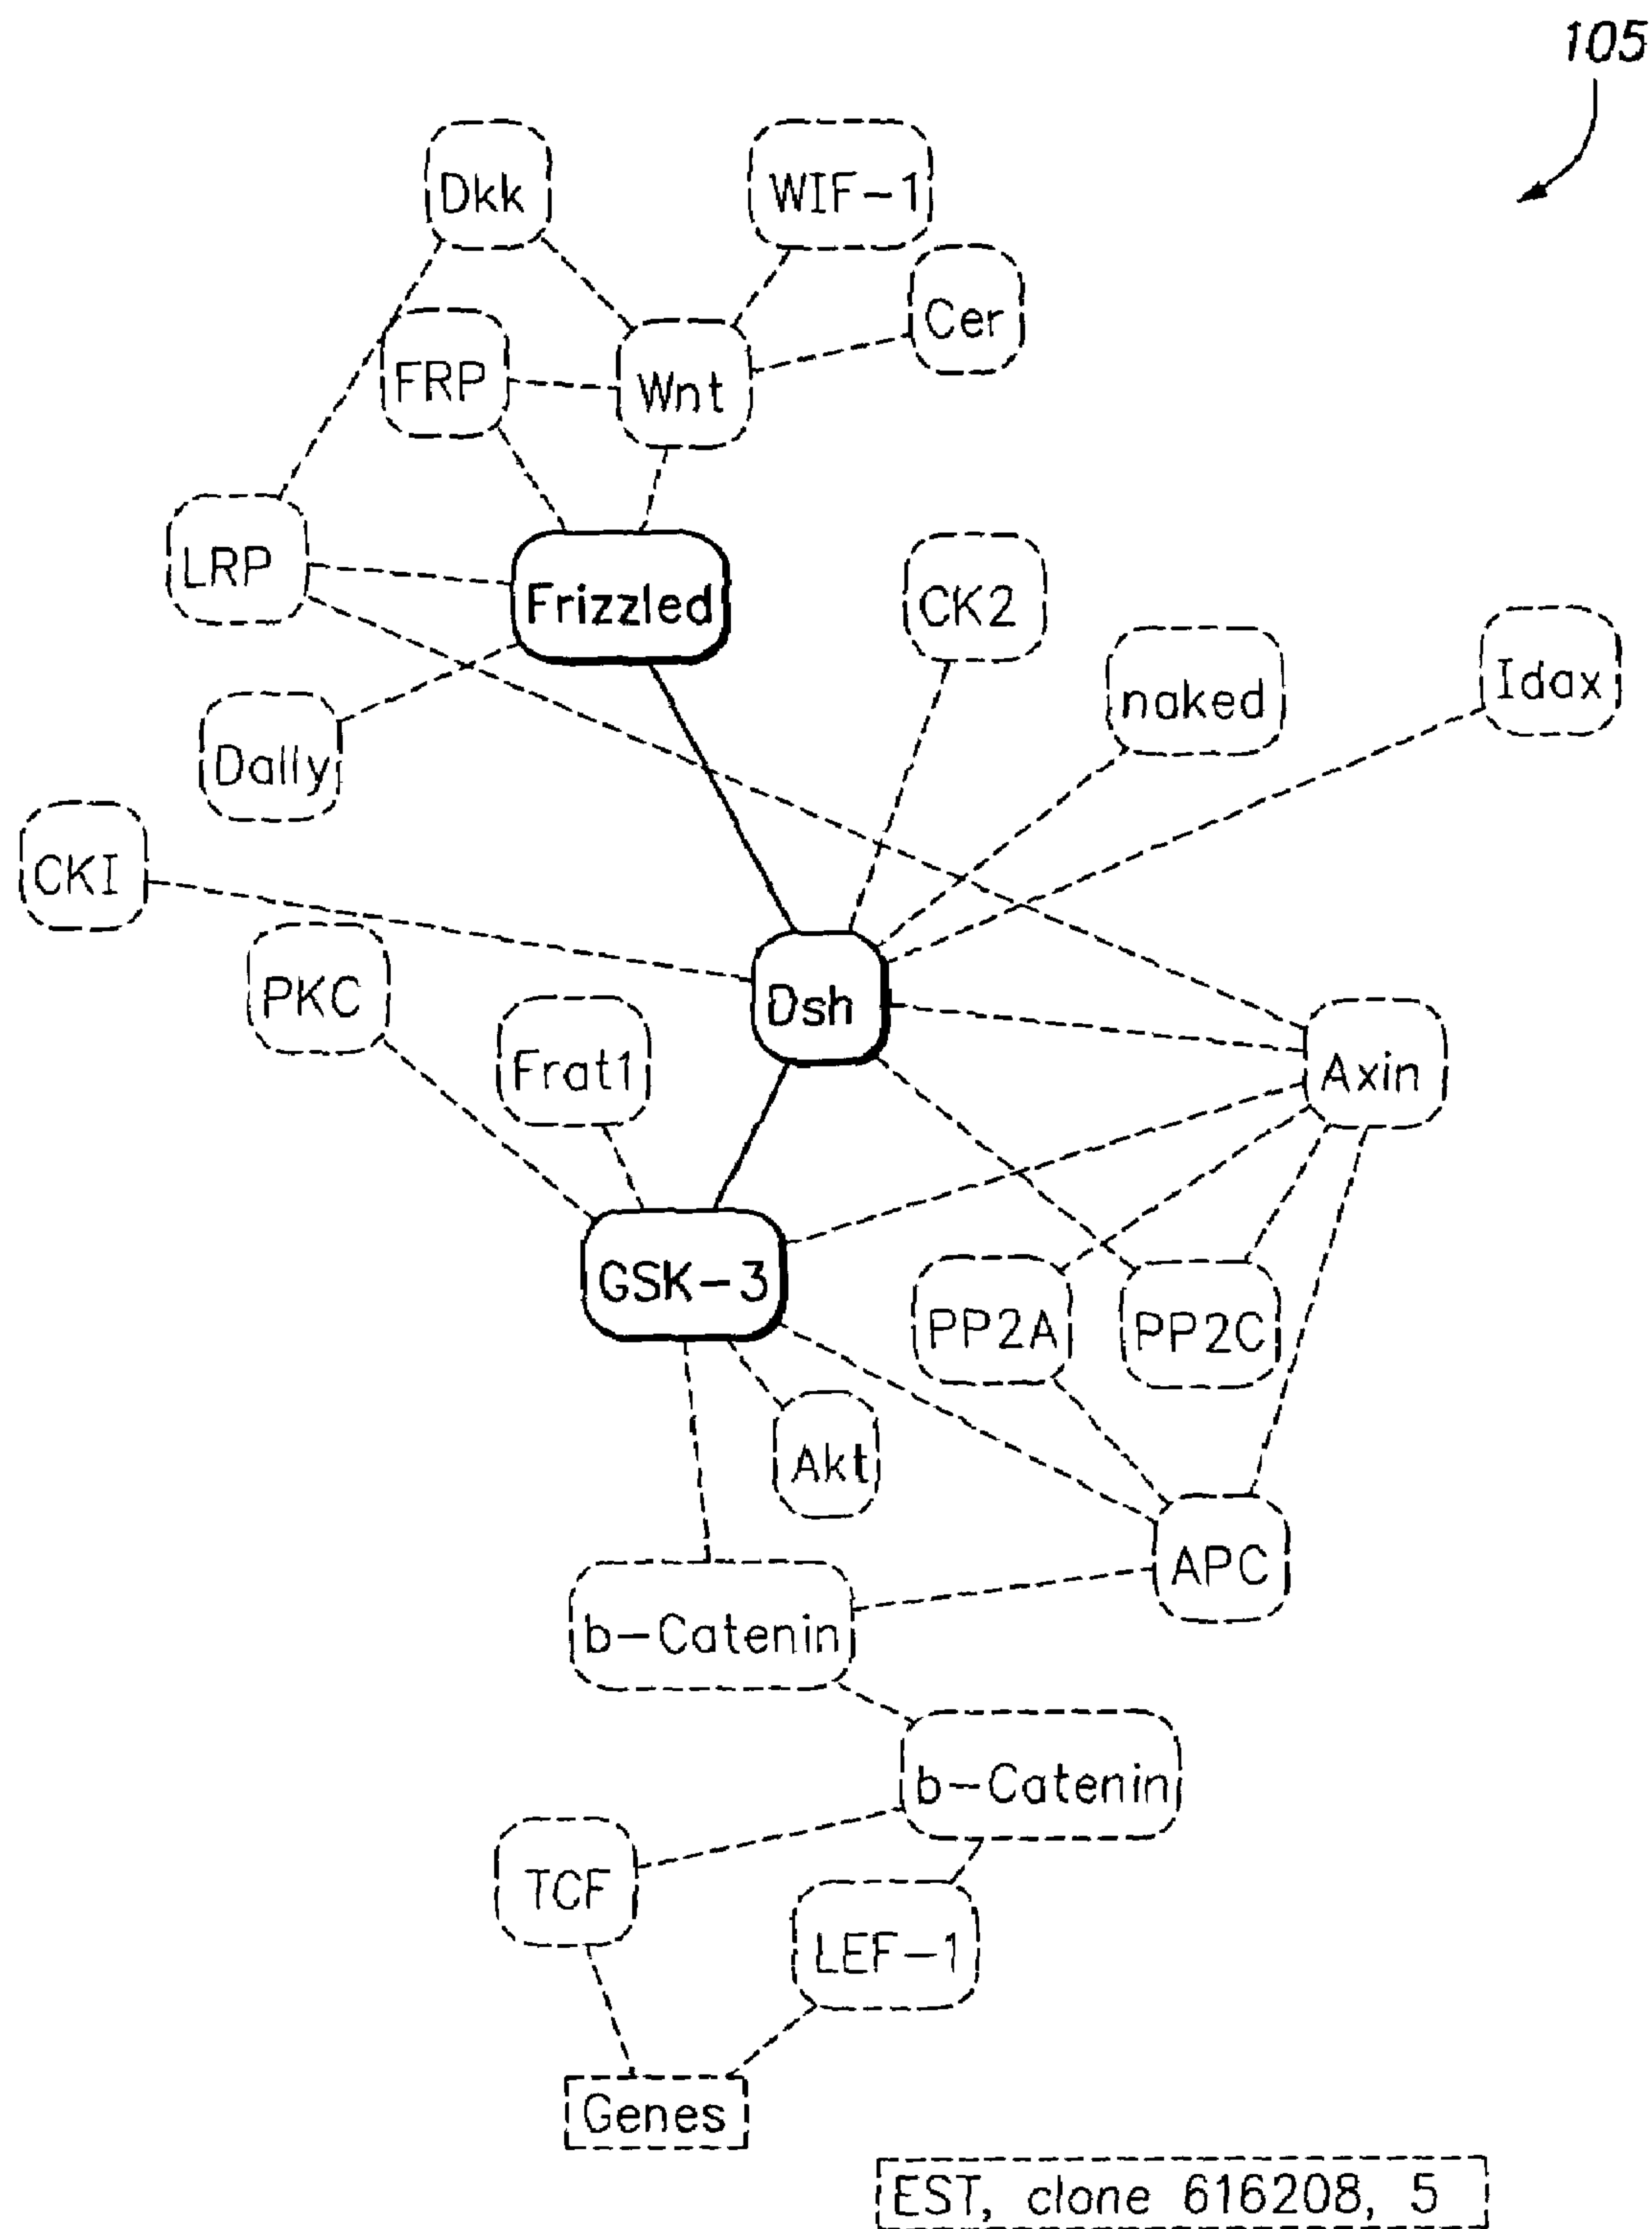 105
Dkk
WIF-1
Cer
FRP
Wnt
LRP
Frizzled
CK2
naked
Idax
Dally
CKI
PKC
Dsh
Frat1
Axin
GSK-3
PP2A
PP2C
Akt
APC
b-Catenin
b-Catenin
TCF
LEF-1
Genes
EST, clone 616208, 5